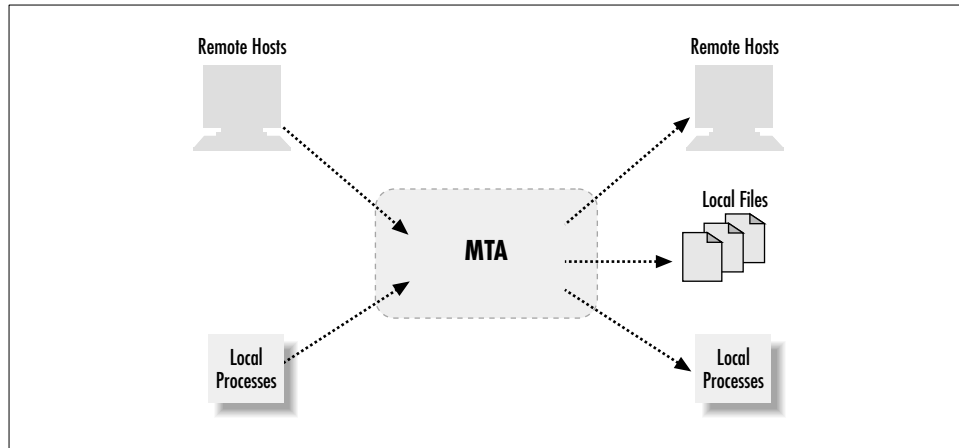 Remote Hosts
Remote Hosts
Local Files
MTA
Local
Processes
Local
Processes